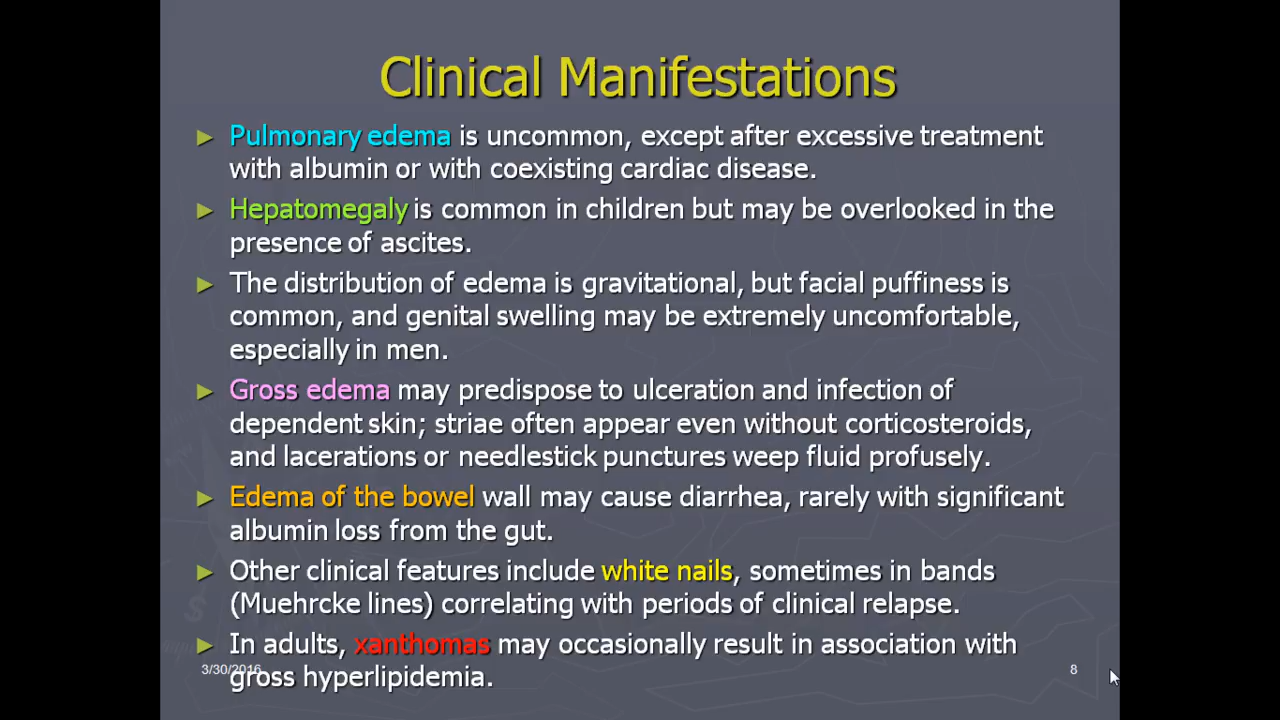 Clinical Manifestations
► Pulmonary edema is uncommon, except after excessive treatment
with albumin or with coexisting cardiac disease.
► Hepatomegaly is common in children but may be overlooked in the
presence of ascites.
► The distribution of edema is gravitational, but facial puffiness is
common, and genital swelling may be extremely uncomfortable,
especially in men.
► Gross edema may predispose to ulceration and infection of
dependent skin; striae often appear even without corticosteroids,
and lacerations or needlestick punctures weep fluid profusely.
► Edema of the bowel wall may cause diarrhea, rarely with significant
albumin loss from the gut.
► Other clinical features include white nails, sometimes in bands
(Muehrcke lines) correlating with periods of clinical relapse.
► In adults, xanthomas may occasionally result in association with
gross hyperlipidemia.
3/30/2016
8